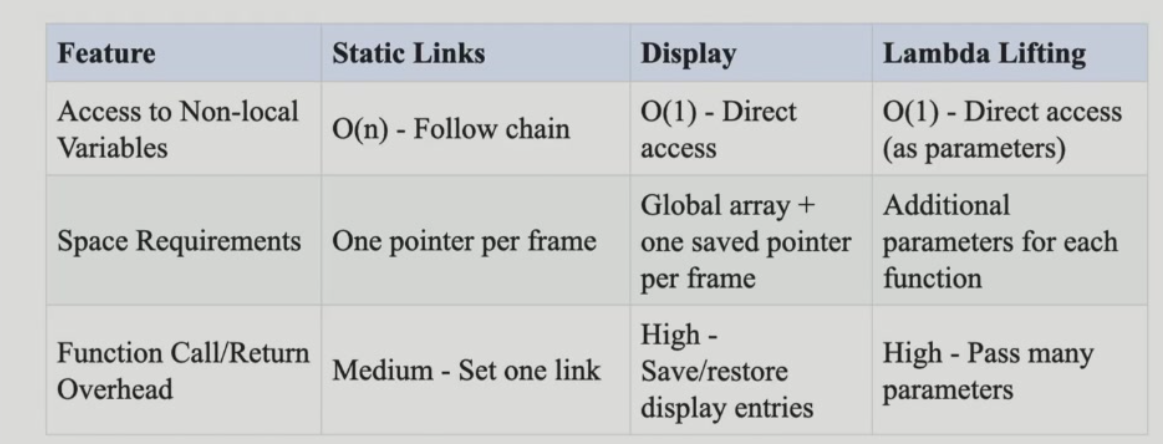 Feature Static Links Display Lambda Lifting
Access to Non-local
Variables
O(n) - Follow chain
O(1) - Direct
access
O(1) - Direct access
(as parameters)
Space Requirements
One pointer per frame
Global array +
one saved pointer
per frame
Additional
parameters for each
function
Function Call/Return
Overhead
Medium - Set one link
High -
Save/restore
display entries
High - Pass many
parameters